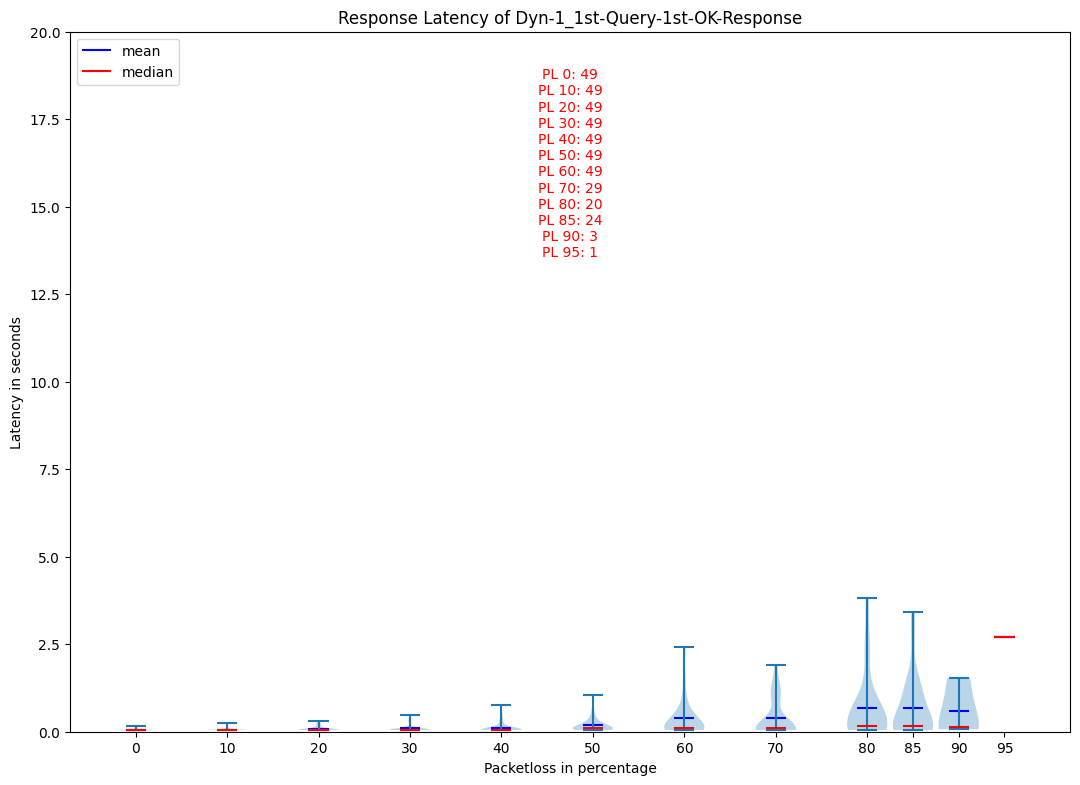 Response Latency of Dyn-1_1st-Query-1st-OK-Response
mean
median
PL 0: 49
PL 10: 49
PL 20: 49
PL 30: 49
PL 40: 49
PL 50: 49
PL 60: 49
PL 70: 29
PL 80: 20
PL 85: 24
PL 90: 3
PL 95: 1
Latency in seconds
20.0
17.5
15.0
12.5
10.0
7.5
5.0
2.5
0.0
0 10 20 30 40 50 60 70 80 85 90 95
Packetloss in percentage